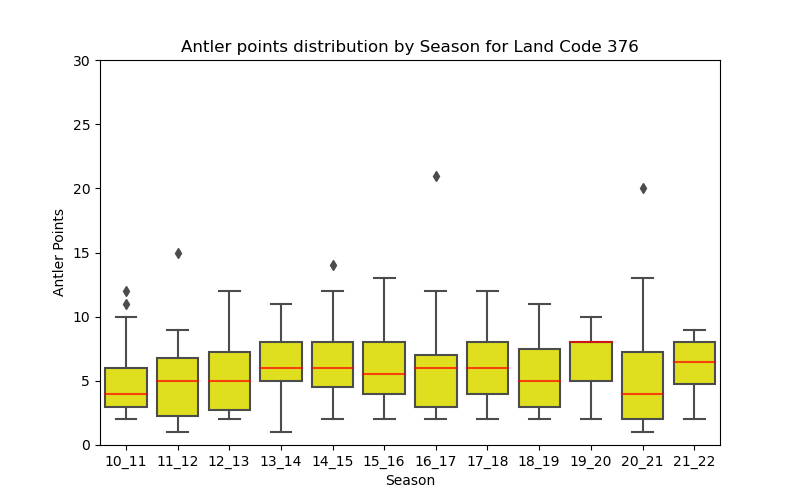 Antler points distribution by Season for Land Code 376
30
25
20
15
10
5
0
Antler Points
10_11 11_12 12_13 13_14 14_15 15_16 16_17 17_18 18_19 19_20 20_21 21_22
Season